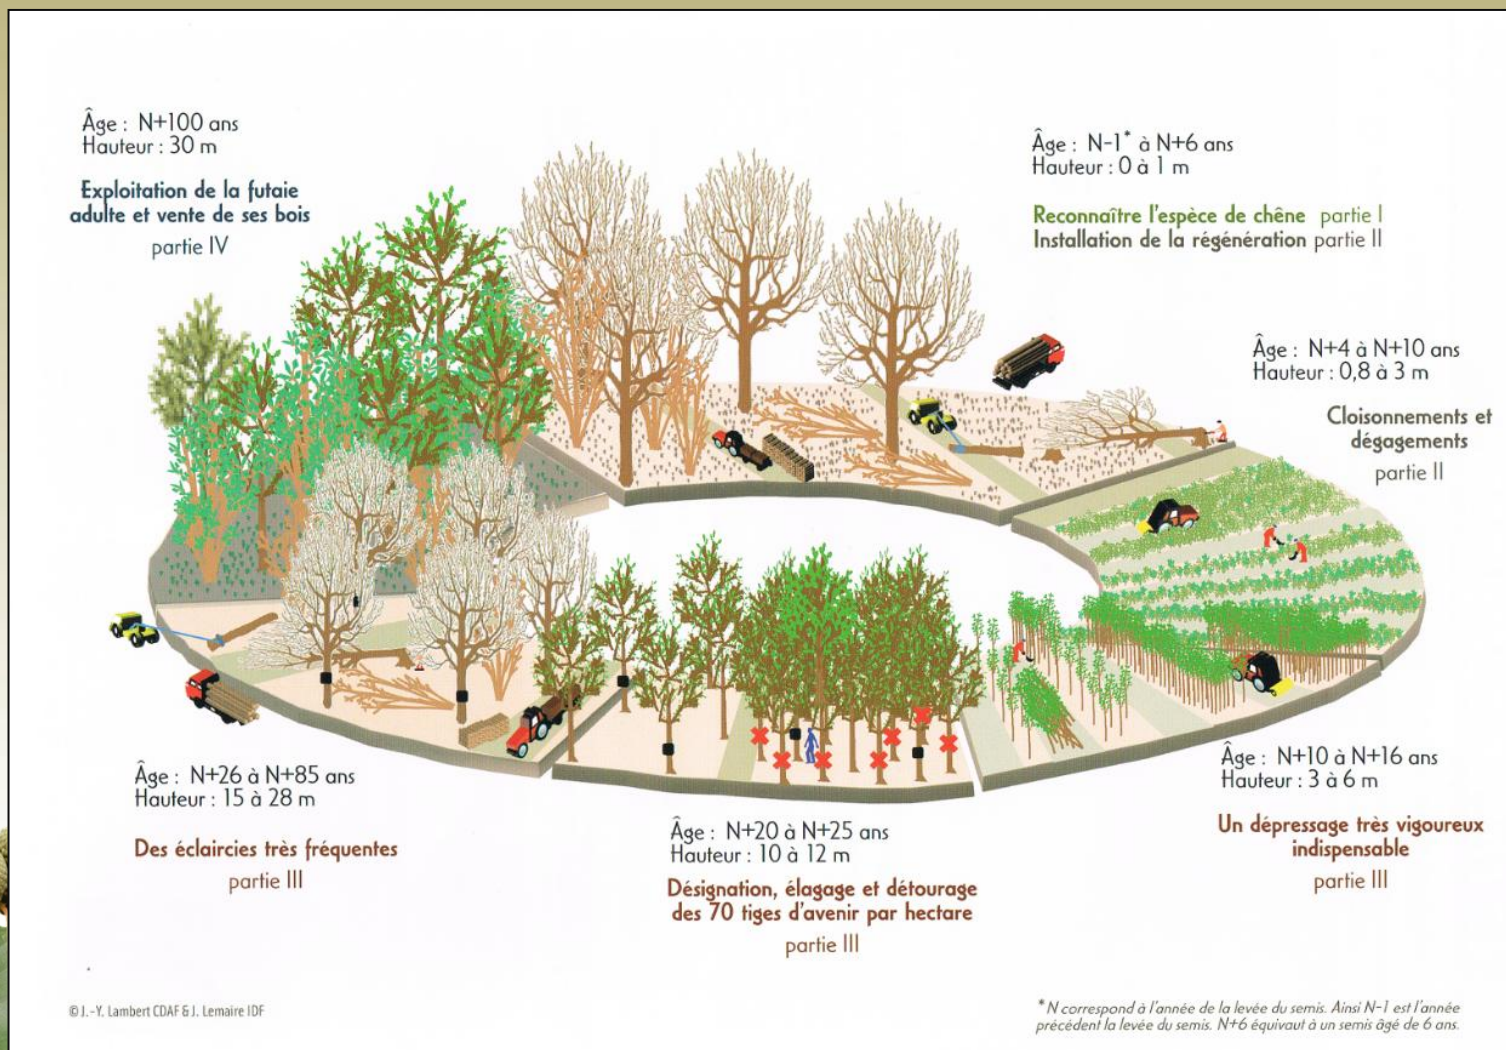 Âge : N+100 ans
Hauteur : 30 m
Exploitation de la futaie
adulte et vente de ses bois
partie IV
Âge : N-1* à N+6 ans
Hauteur : 0 à 1 m
Reconnaître l'espèce de chêne partie I
Installation de la régénération partie II
Âge : N+4 à N+10 ans
Hauteur : 0,8 à 3 m
Cloisonnements et
dégagements
partie II
Âge : N+10 à N+16 ans
Hauteur : 3 à 6 m
Un dépressage très vigoureux
indispensable
partie III
Âge : N+20 à N+25 ans
Hauteur : 10 à 12 m
Désignation, élagage et détourage
des 70 tiges d'avenir par hectare
partie III
Âge : N+26 à N+85 ans
Hauteur : 15 à 28 m
Des éclaircies très fréquentes
partie III
© J.-Y. Lambert CDAF & J. Lemaire IDF
* N correspond à l'année de la levée du semis. Ainsi N-1 est l'année
précédent la levée du semis. N+6 équivaut à un semis âgé de 6 ans.